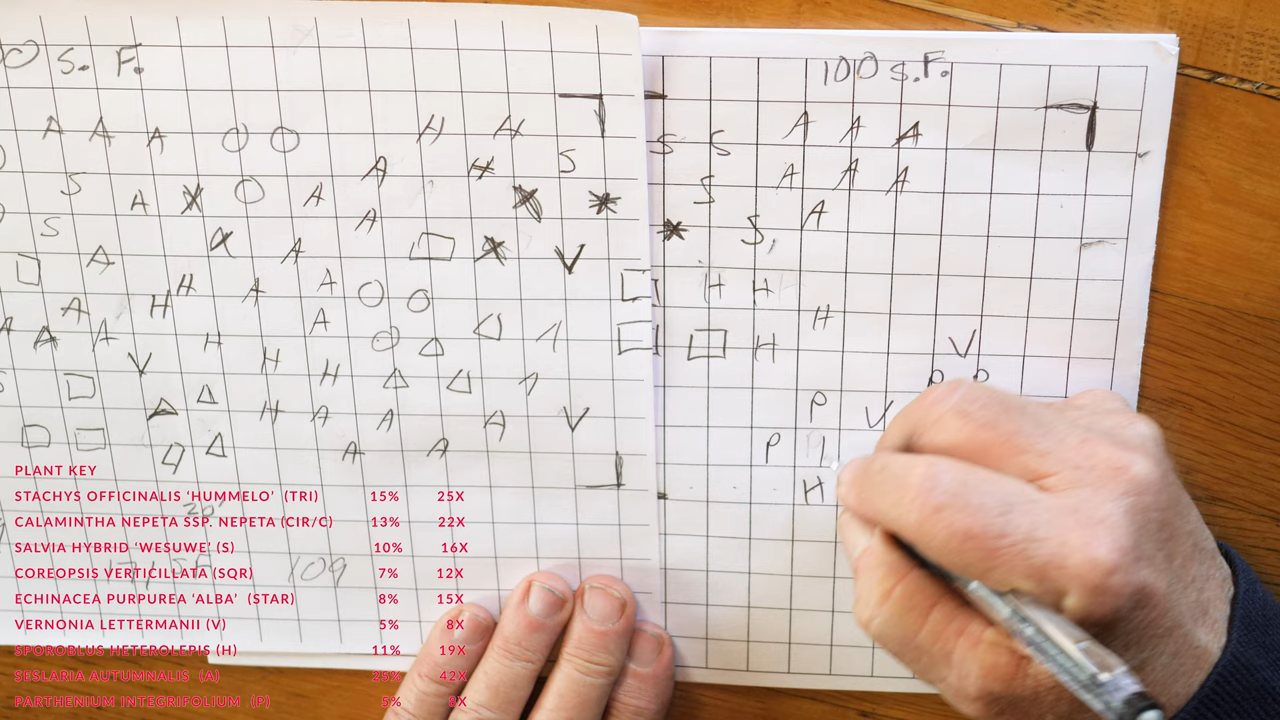 0 S. F.
100 S.F.
A A A O O H H
S S A A A
A H S
S A O A S A A A
A A
S A A V S
H H A A O O H H
A A H
A A H V H V
H H P P
H A A A V P V
A A P
H
PLANT KEY
STACHYS OFFICINALIS ‘HUMMELO’ (TRI) 15% 25X
CALAMINTHA NEPETA SSP. NEPETA (CIR/C) 13% 22X
SALVIA HYBRID ‘WESUWE’ (S) 10% 16X
COREOPSIS VERTICILLATA (SQR) 7% 12X
109
ECHINACEA PURPUREA ‘ALBA’ (STAR) 8% 15X
VERNONIA LETTERMANII (V) 5% 8X
SPOROBLUS HETEROLEPIS (H) 11% 19X
SESLARIA AUTUMNALIS (A) 25% 42X
PARTHENIUM INTEGRIFOLIUM (P) 5% 8X